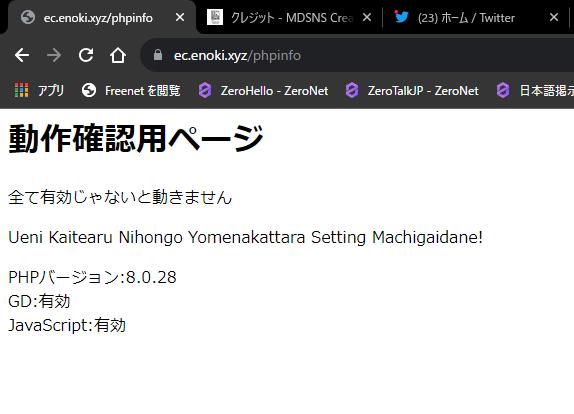 ec.enoki.xyz/phpinfo
クレジット - MDSNS Crea
(23) ホーム / Twitter
ec.enoki.xyz/phpinfo
アプリ
Freenet を閲覧
ZeroHello - ZeroNet
ZeroTalkJP - ZeroNet
日本語掲示
動作確認用ページ
全て有効じゃないと動きません
Ueni Kaitearu Nihongo Yomenakattara Setting Machigaidane!
PHPバージョン:8.0.28
GD:有効
JavaScript:有効